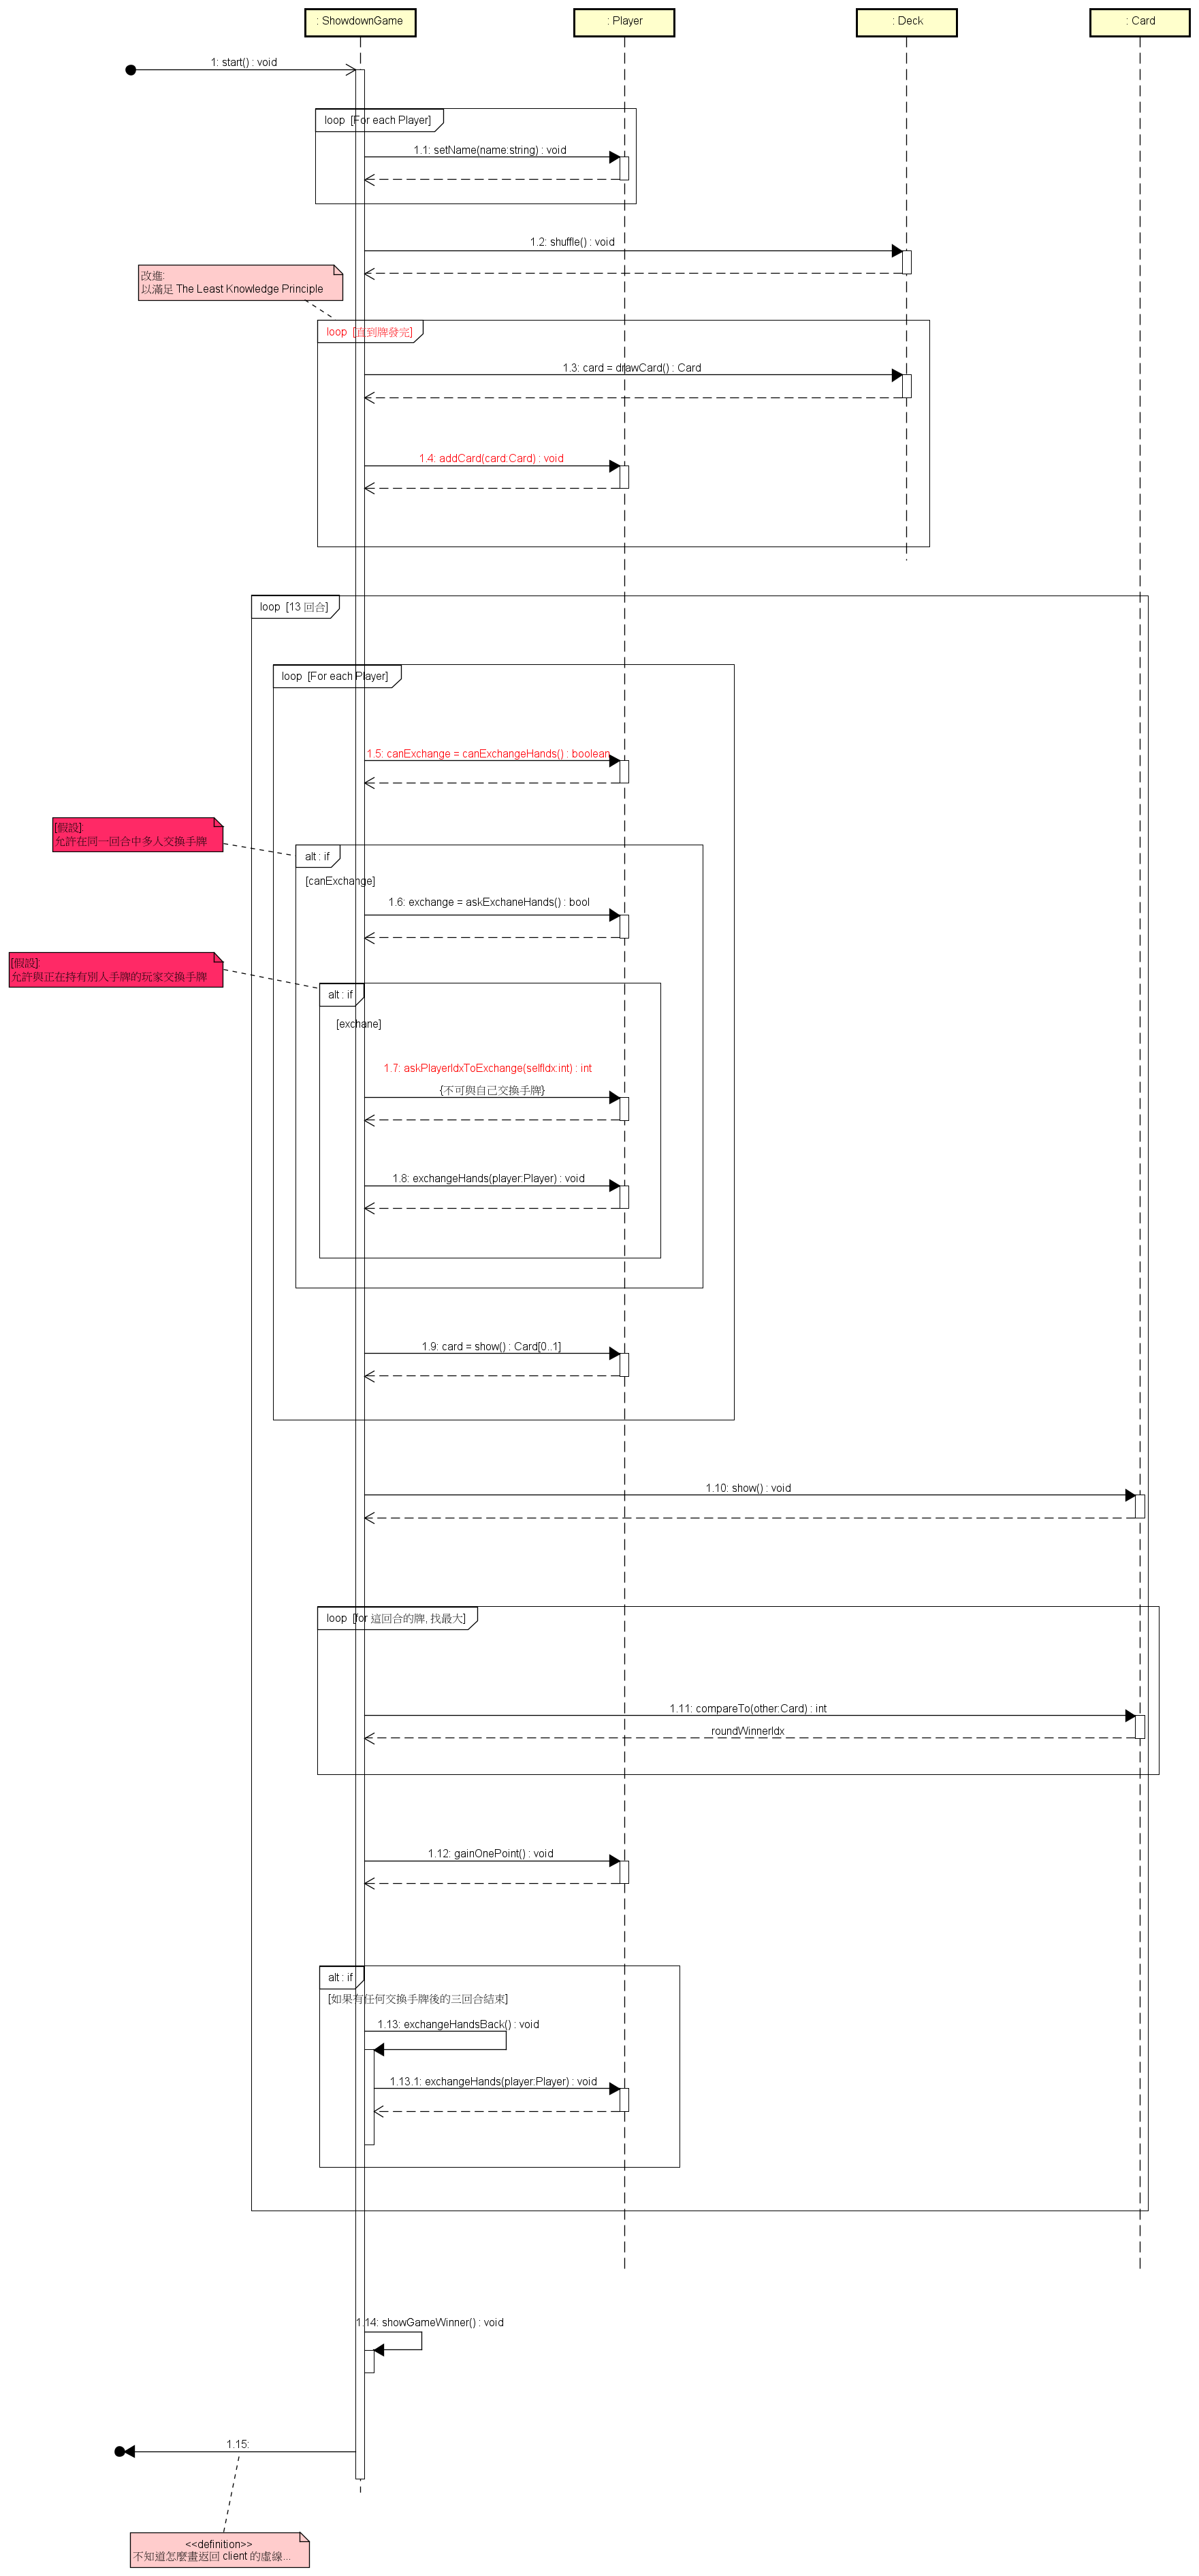 : ShowdownGame
: Player
: Deck
: Card
1: start() : void
loop [For each Player]
1.1: setName(name:string) : void
1.2: shuffle() : void
改進:
以滿足 The Least Knowledge Principle
loop [直到牌發完]
1.3: card = drawCard() : Card
1.4: addCard(card:Card) : void
loop [13 回合]
loop [For each Player]
1.5: canExchange = canExchangeHands() : boolean
[假設]:
允許在同一回合中多人交換手牌
alt : if
[canExchange]
1.6: exchange = askExchaneHands() : bool
[假設]:
允許與正在持有別人手牌的玩家交換手牌
alt : if
[exchane]
1.7: askPlayerIdxToExchange(selfIdx:int) : int
{不可與自己交換手牌}
1.8: exchangeHands(player:Player) : void
1.9: card = show() : Card[0..1]
1.10: show() : void
loop [for 這回合的牌, 找最大]
1.11: compareTo(other:Card) : int
roundWinnerIdx
1.12: gainOnePoint() : void
alt : if
[如果有任何交換手牌後的三回合結束]
1.13: exchangeHandsBack() : void
1.13.1: exchangeHands(player:Player) : void
1.14: showGameWinner() : void
1.15:
<<definition>>
不知道怎麼畫返回 client 的虛線...